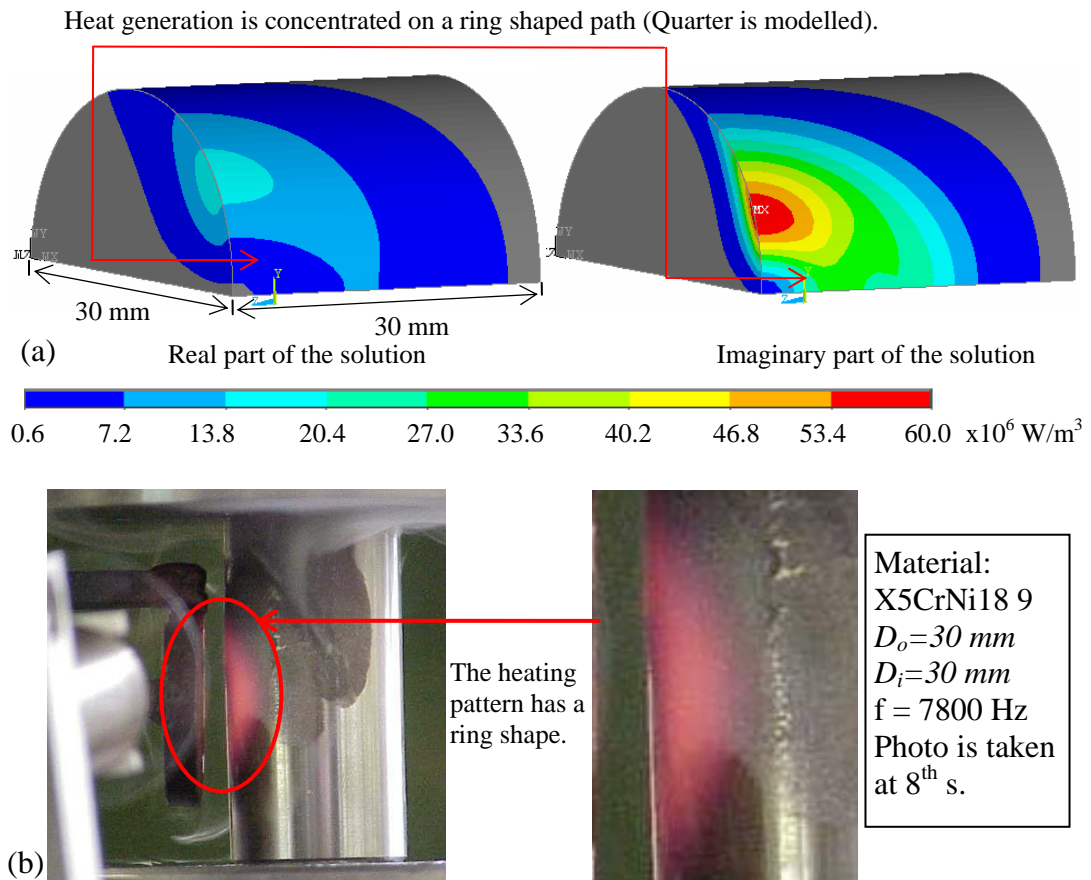 Heat generation is concentrated on a ring shaped path (Quarter is modelled).
MX
Y
Z
Y
Z
30 mm
30 mm
(a)
Real part of the solution
Imaginary part of the solution
0.6 7.2 13.8 20.4 27.0 33.6 40.2 46.8 53.4 60.0 x10⁶ W/m³
The heating
pattern has a
ring shape.
Material:
X5CrNi18 9
Dₒ=30 mm
Dᵢ=30 mm
f = 7800 Hz
Photo is taken
at 8ᵗʰ s.
(b)